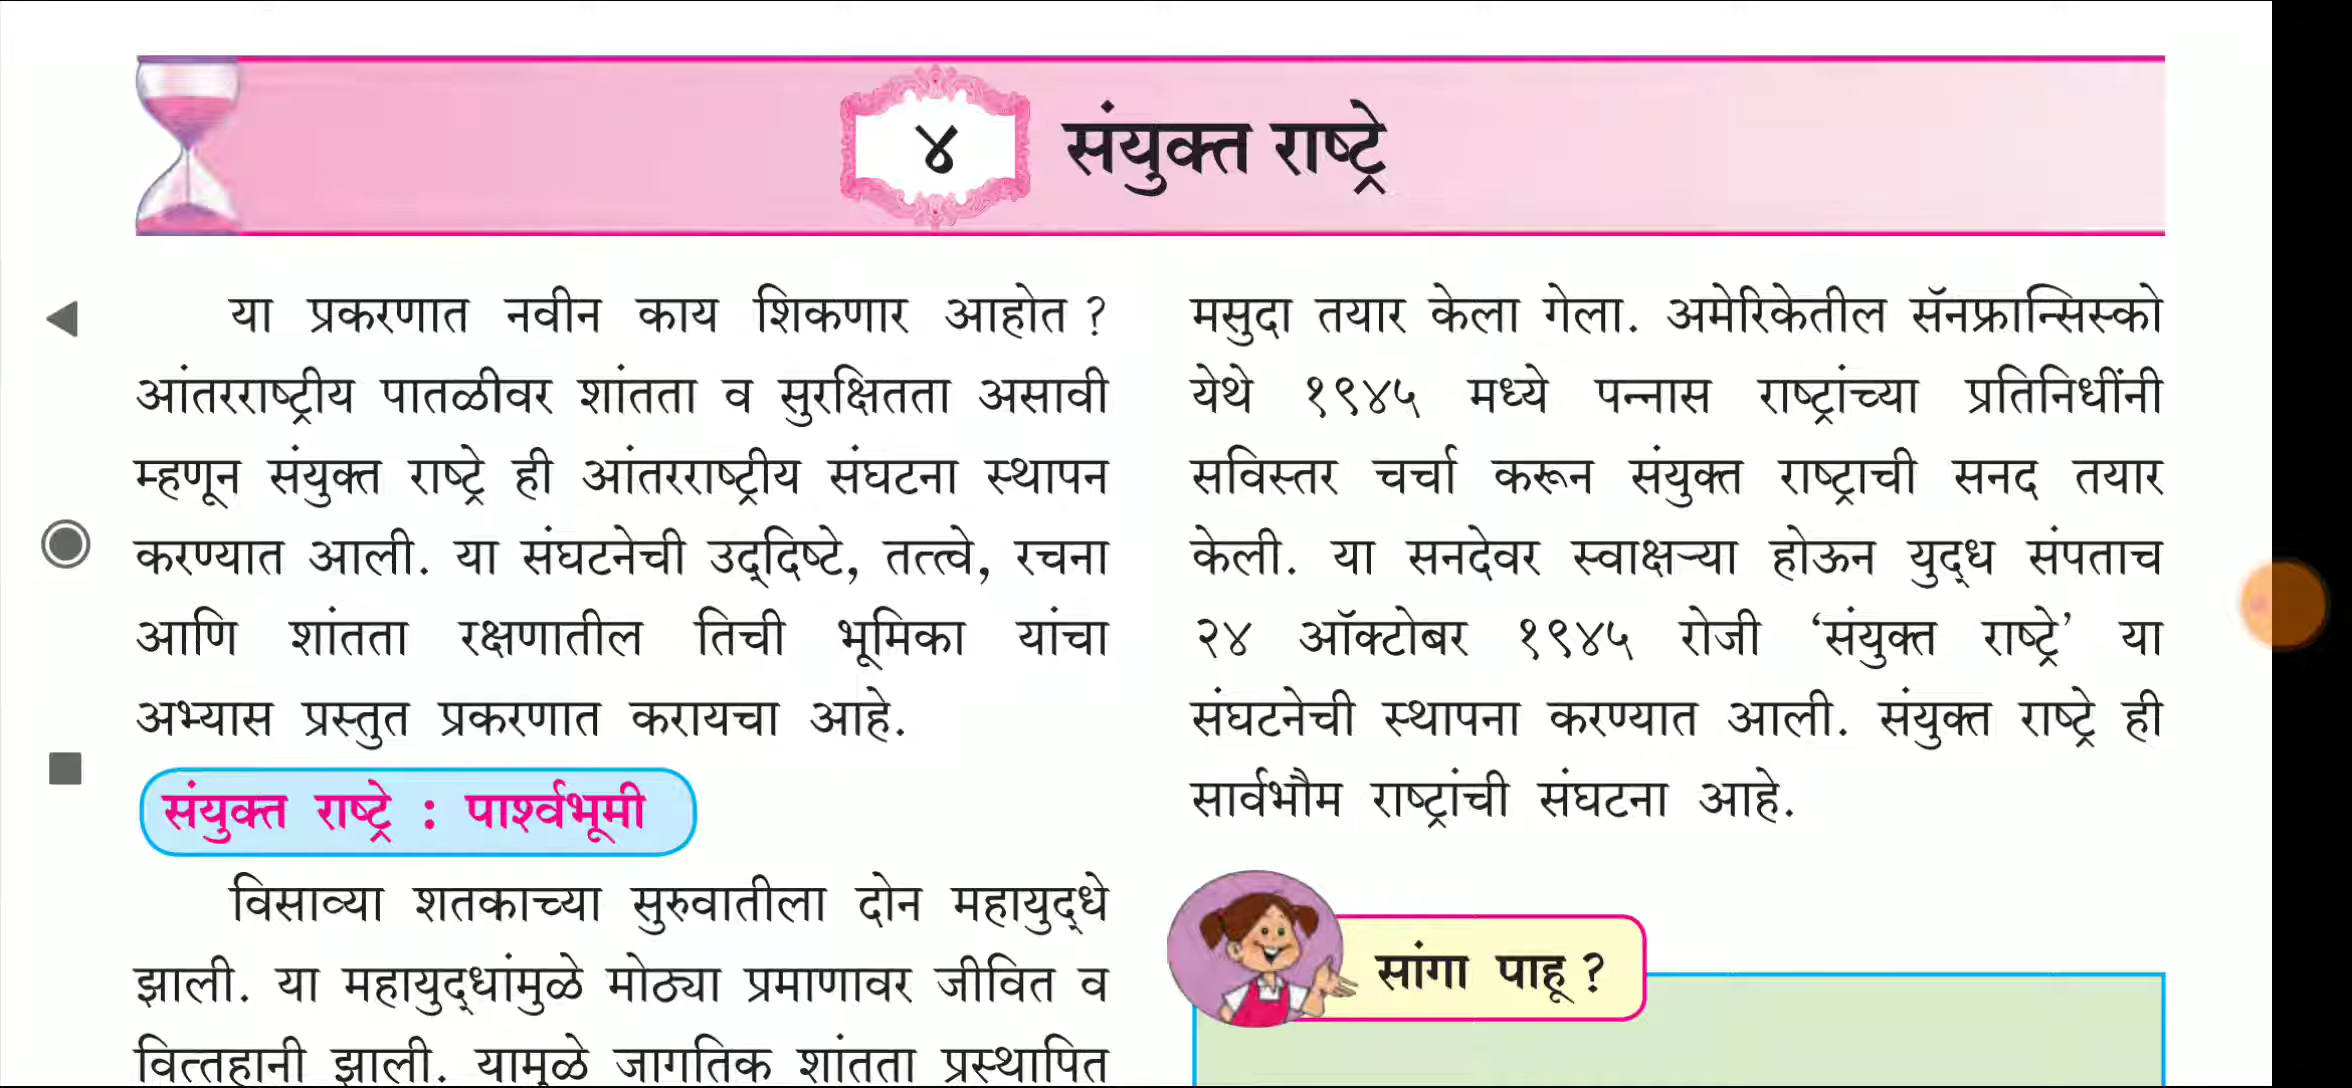 ४ संयुक्त राष्ट्रे
या प्रकरणात नवीन काय शिकणार आहोत ?
आंतरराष्ट्रीय पातळीवर शांतता व सुरक्षितता असावी
म्हणून संयुक्त राष्ट्रे ही आंतरराष्ट्रीय संघटना स्थापन
करण्यात आली. या संघटनेची उद्‌दिष्टे, तत्त्वे, रचना
आणि शांतता रक्षणातील तिची भूमिका यांचा
अभ्यास प्रस्तुत प्रकरणात करायचा आहे.
संयुक्त राष्ट्रे : पार्श्वभूमी
विसाव्या शतकाच्या सुरुवातीला दोन महायुद्‌धे
झाली. या महायुद्‌धांमुळे मोठ्या प्रमाणावर जीवित व
वित्तहानी झाली. यामुळे जागतिक शांतता प्रस्थापित
मसुदा तयार केला गेला. अमेरिकेतील सॅनफ्रान्सिस्को
येथे १९४५ मध्ये पन्नास राष्ट्रांच्या प्रतिनिधींनी
सविस्तर चर्चा करून संयुक्त राष्ट्राची सनद तयार
केली. या सनदेवर स्वाक्षऱ्या होऊन युद्‌ध संपताच
२४ ऑक्टोबर १९४५ रोजी ‘संयुक्त राष्ट्रे’ या
संघटनेची स्थापना करण्यात आली. संयुक्त राष्ट्रे ही
सार्वभौम राष्ट्रांची संघटना आहे.
सांगा पाहू ?